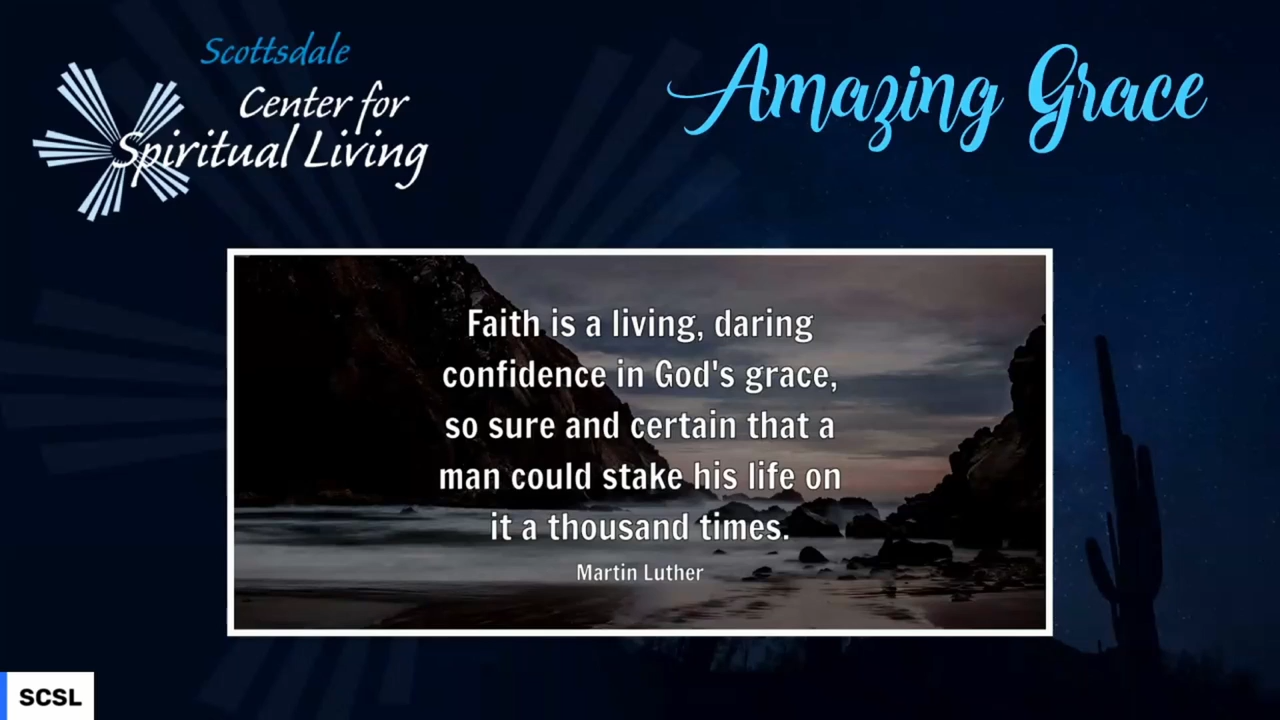 Scottsdale
Center for
Spiritual Living
Amazing Grace
Faith is a living, daring
confidence in God's grace,
so sure and certain that a
man could stake his life on
it a thousand times.
Martin Luther
SCSL